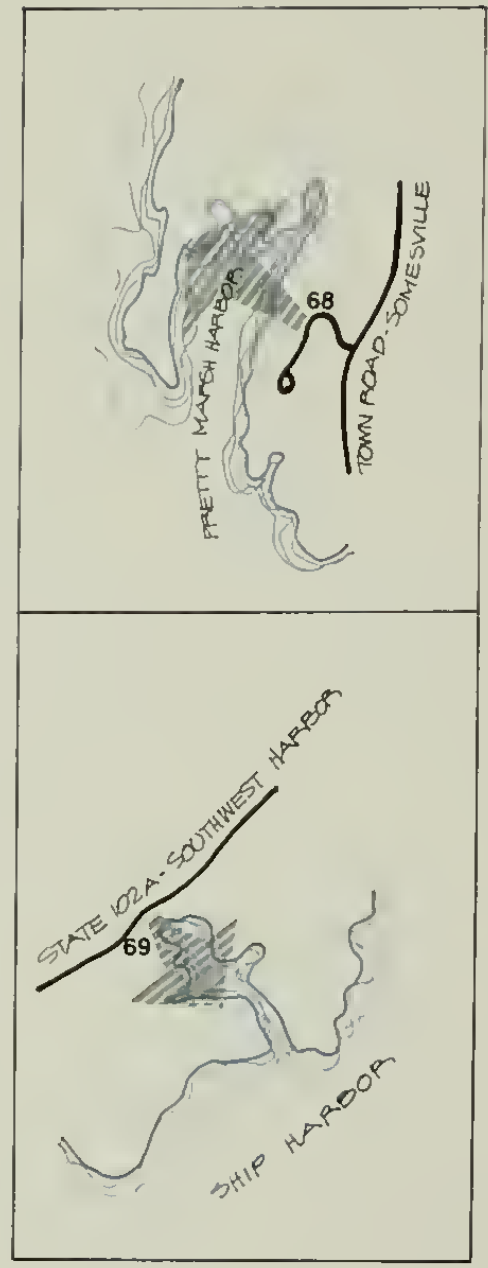 68
TOWN ROAD - SOMESVILLE
PRETTY MARSH HARBOR
STATE 102A - SOUTHWEST HARBOR
69
SHIP HARBOR